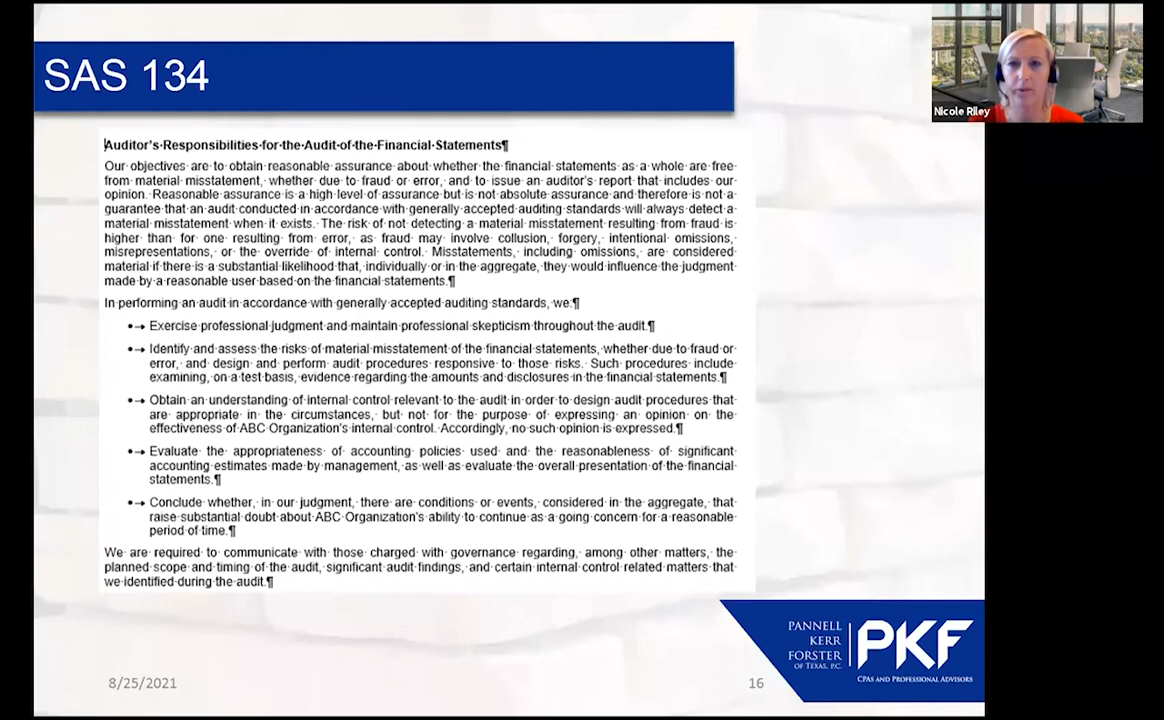 SAS 134
Nicole Riley
Auditor's·Responsibilities·for·the·Audit·of·the·Financial·Statements¶
Our objectives are to obtain reasonable assurance about whether the financial statements as a whole are free
from material misstatement, whether due to fraud or error, and to issue an auditor's report that includes our
opinion. Reasonable assurance is a high level of assurance but is not absolute assurance and therefore is not a
guarantee that an audit conducted in accordance with generally accepted auditing standards will always detect a
material misstatement when it exists. The risk of not detecting a material misstatement resulting from fraud is
higher than for one resulting from error, as fraud may involve collusion, forgery, intentional omissions,
misrepresentations, or the override of internal control. Misstatements, including omissions, are considered
material if there is a substantial likelihood that, individually or in the aggregate, they would influence the judgment
made by a reasonable user based on the financial statements.¶
In performing an audit in accordance with generally accepted auditing standards, we:¶
•→ Exercise professional judgment and maintain professional skepticism throughout the audit.¶
•→ Identify and assess the risks of material misstatement of the financial statements, whether due to fraud or
error, and design and perform audit procedures responsive to those risks. Such procedures include
examining, on a test basis, evidence regarding the amounts and disclosures in the financial statements.¶
•→ Obtain an understanding of internal control relevant to the audit in order to design audit procedures that
are appropriate in the circumstances, but not for the purpose of expressing an opinion on the
effectiveness of ABC Organization's internal control. Accordingly, no such opinion is expressed.¶
•→ Evaluate the appropriateness of accounting policies used and the reasonableness of significant
accounting estimates made by management, as well as evaluate the overall presentation of the financial
statements.¶
•→ Conclude whether, in our judgment, there are conditions or events, considered in the aggregate, that
raise substantial doubt about ABC Organization's ability to continue as a going concern for a reasonable
period of time.¶
We are required to communicate with those charged with governance regarding, among other matters, the
planned scope and timing of the audit, significant audit findings, and certain internal control related matters that
we identified during the audit.¶
PANNELL
KERR
FORSTER
OF TEXAS, P.C.
PKF
CPAS AND PROFESSIONAL ADVISORS
8/25/2021
16